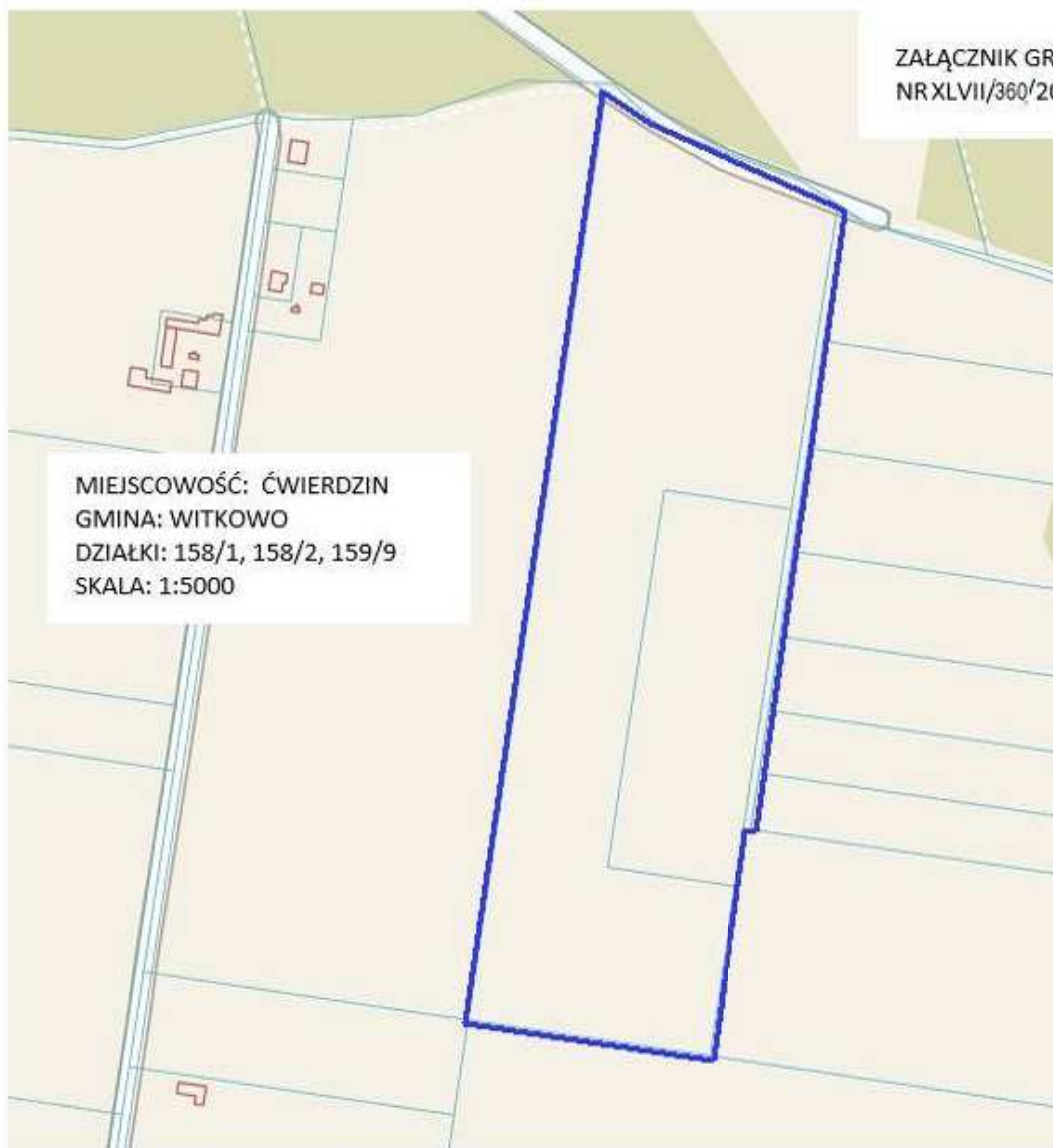 ZAŁĄCZNIK GR
NR XLVII/360/20
MIEJSCOWOŚĆ: ĆWIERDZIN
GMINA: WITKOWO
DZIAŁKI: 158/1, 158/2, 159/9
SKALA: 1:5000